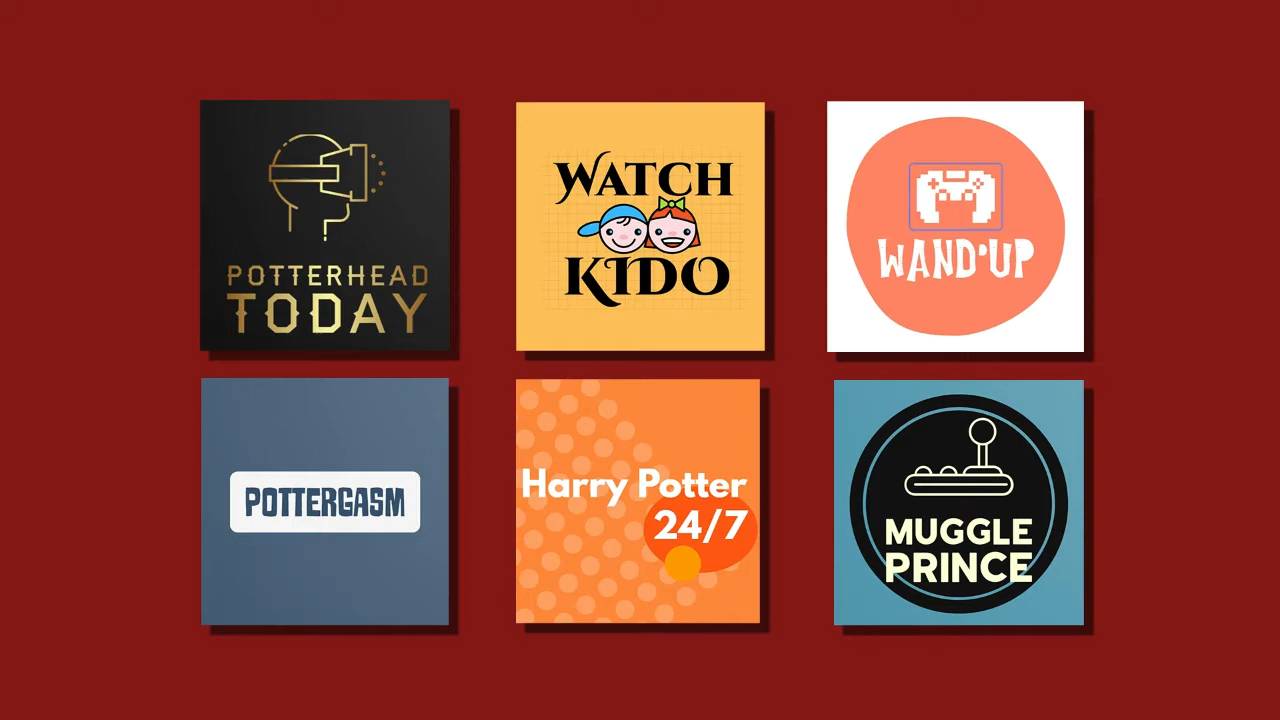 POTTERHEAD
TODAY
WATCH
KIDO
WAND'UP
POTTERGASM
Harry Potter
24/7
MUGGLE
PRINCE